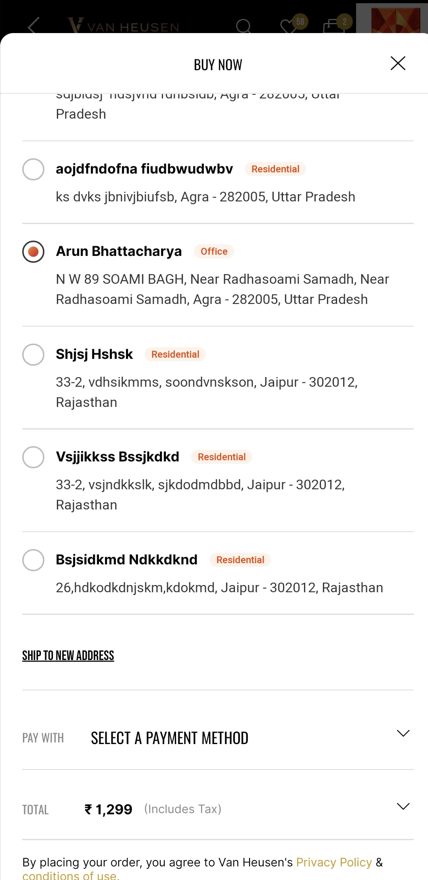 VAN HEUSEN
58
2
BUY NOW
Agra - 282005, Uttar
Pradesh
aojdfndofna fiudbwudwbv Residential
ks dvks jbnivjbiufsb, Agra - 282005, Uttar Pradesh
Arun Bhattacharya Office
N W 89 SOAMI BAGH, Near Radhasoami Samadh, Near
Radhasoami Samadh, Agra - 282005, Uttar Pradesh
Shjsj Hshsk Residential
33-2, vdhsikmms, soondvnskson, Jaipur - 302012,
Rajasthan
Vsjjikkss Bssjkdkd Residential
33-2, vsjndkkslk, sjkdodmdbbd, Jaipur - 302012,
Rajasthan
Bsjsidkmd Ndkkdknd Residential
26,hdkodkdnjskm,kdokmd, Jaipur - 302012, Rajasthan
SHIP TO NEW ADDRESS
PAY WITH SELECT A PAYMENT METHOD
TOTAL ₹ 1,299 (Includes Tax)
By placing your order, you agree to Van Heusen's Privacy Policy &
conditions of use.